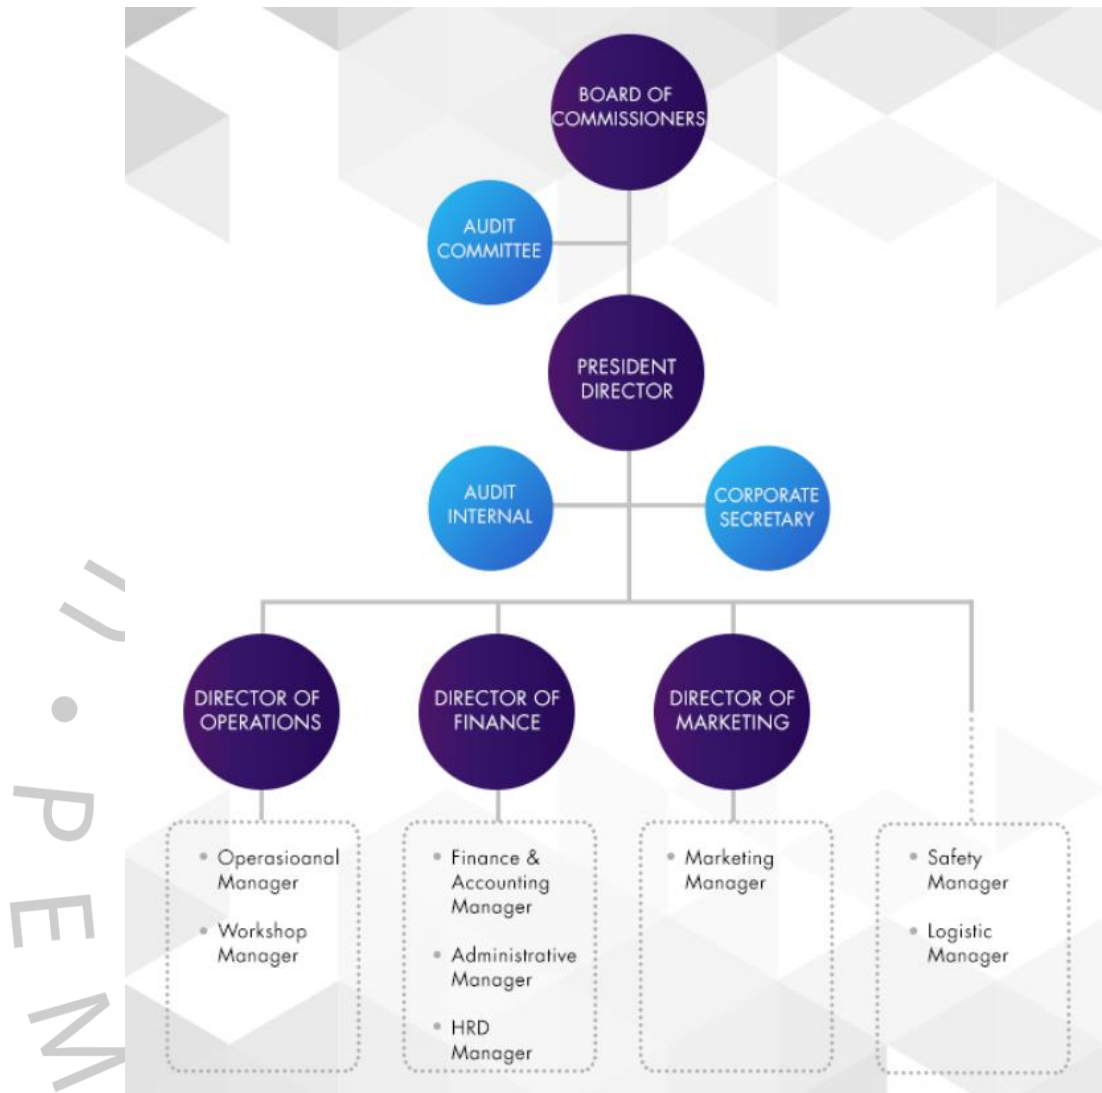 BOARD OF
COMMISSIONERS
AUDIT
COMMITTEE
PRESIDENT
DIRECTOR
AUDIT
INTERNAL
CORPORATE
SECRETARY
DIRECTOR OF
OPERATIONS
DIRECTOR OF
FINANCE
DIRECTOR OF
MARKETING
• Operasioanal
Manager
• Workshop
Manager
• Finance &
Accounting
Manager
• Administrative
Manager
• HRD
Manager
• Marketing
Manager
• Safety
Manager
• Logistic
Manager
• PEM